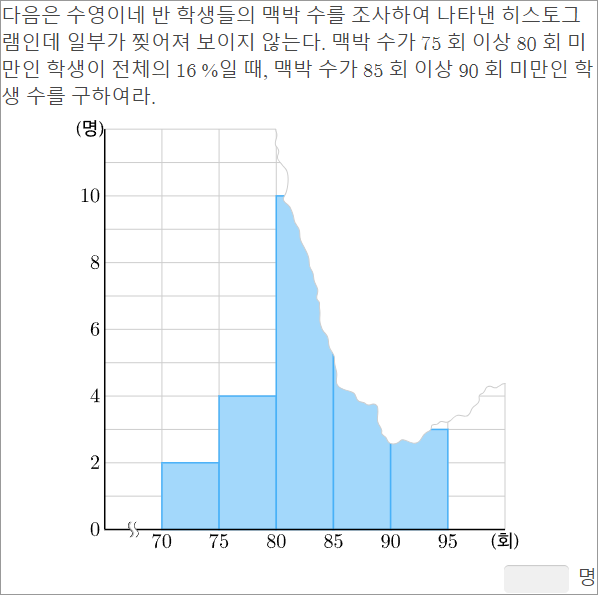 다음은 수영이네 반 학생들의 맥박 수를 조사하여 나타낸 히스토그
램인데 일부가 찢어져 보이지 않는다. 맥박 수가 75 회 이상 80 회 미
만인 학생이 전체의 16 %일 때, 맥박 수가 85 회 이상 90 회 미만인 학
생 수를 구하여라.
(명)
10
8
6
4
2
0
70 75 80 85 90 95 (회)
명